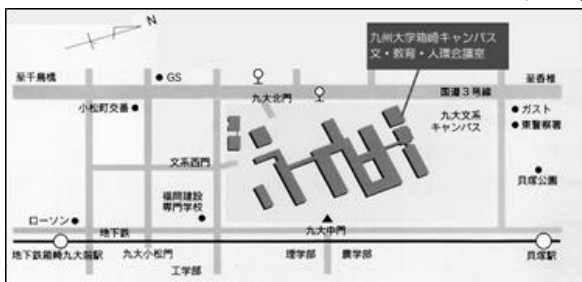 N
九州大学箱崎キャンパス
文・教育・人環会議室
至千鳥橋
GS
九大北門
国道3号線
至香椎
小松町交番
九大文系
キャンパス
ガスト
東警察署
文系西門
貝塚公園
福岡建設
専門学校
ローソン
地下鉄
九大中門
地下鉄箱崎九大前駅
九大小松門
理学部
農学部
貝塚駅
工学部